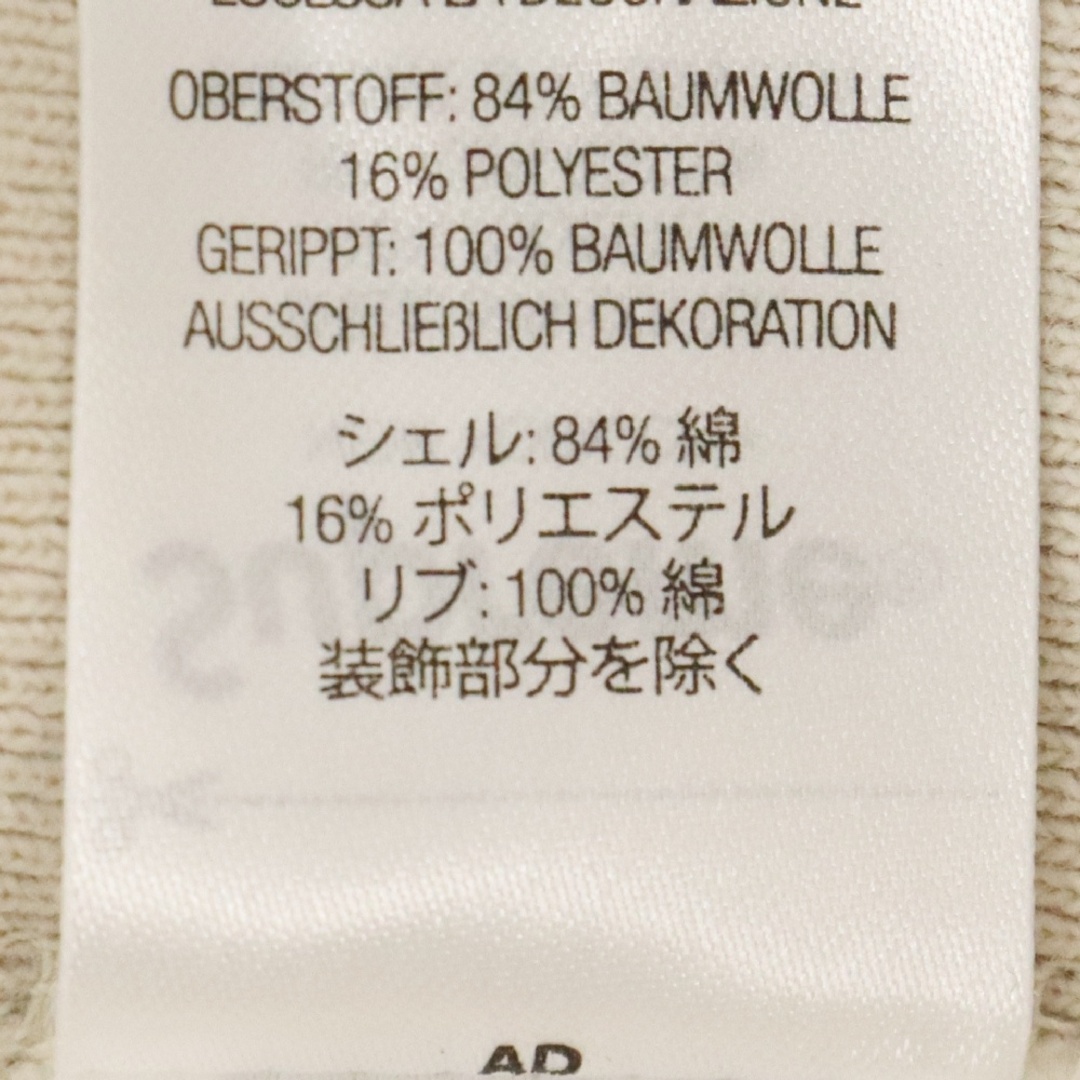 OBERSTOFF: 84% BAUMWOLLE
16% POLYESTER
GERIPPT: 100% BAUMWOLLE
AUSSCHLIEßLICH DEKORATION
シェル: 84% 綿
16% ポリエステル
リブ: 100% 綿
装飾部分を除く
AD